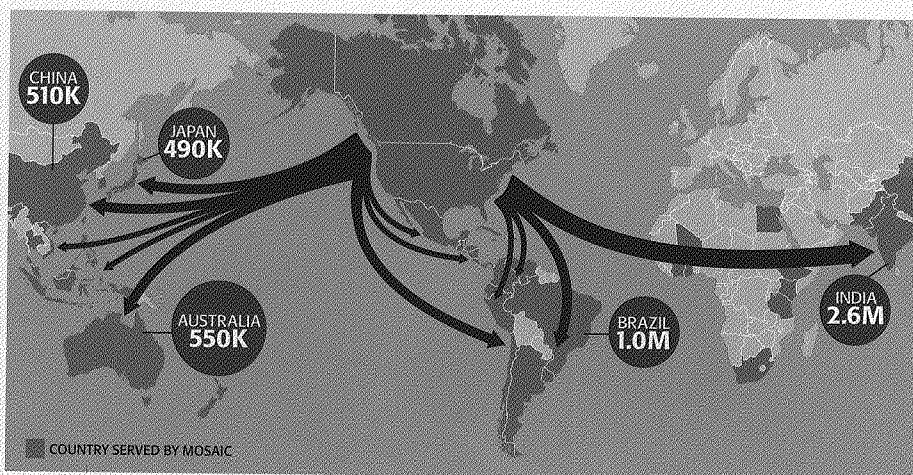 CHINA
510K
JAPAN
490K
AUSTRALIA
550K
BRAZIL
1.0M
INDIA
2.6M
COUNTRY SERVED BY MOSAIC